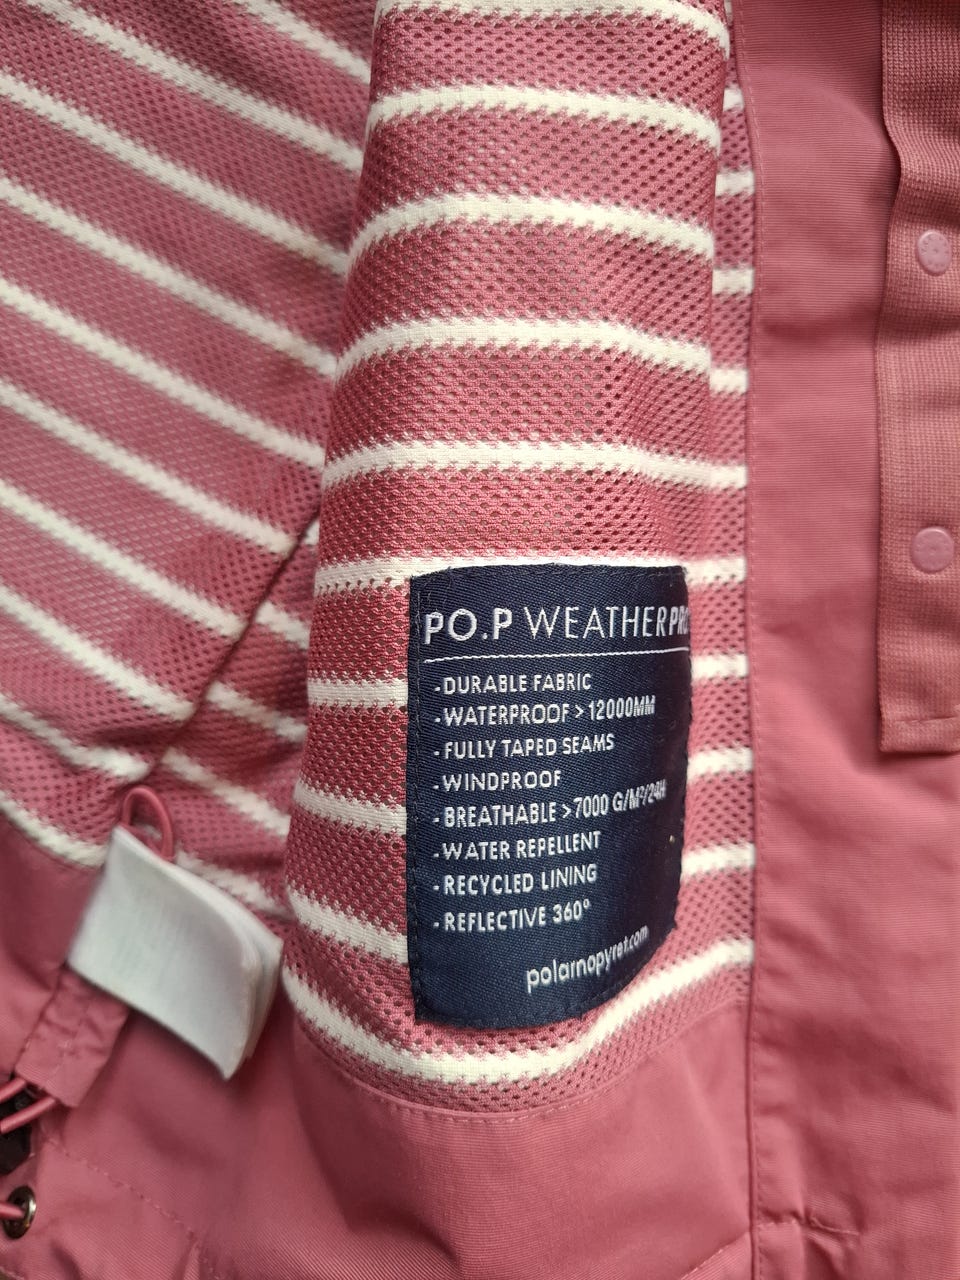 PO.P WEATHERPRO
-DURABLE FABRIC
-WATERPROOF > 12000MM
-FULLY TAPED SEAMS
-WINDPROOF
-BREATHABLE >7000 G/M²/24H
-WATER REPELLENT
-RECYCLED LINING
-REFLECTIVE 360°
polarnopyret.com